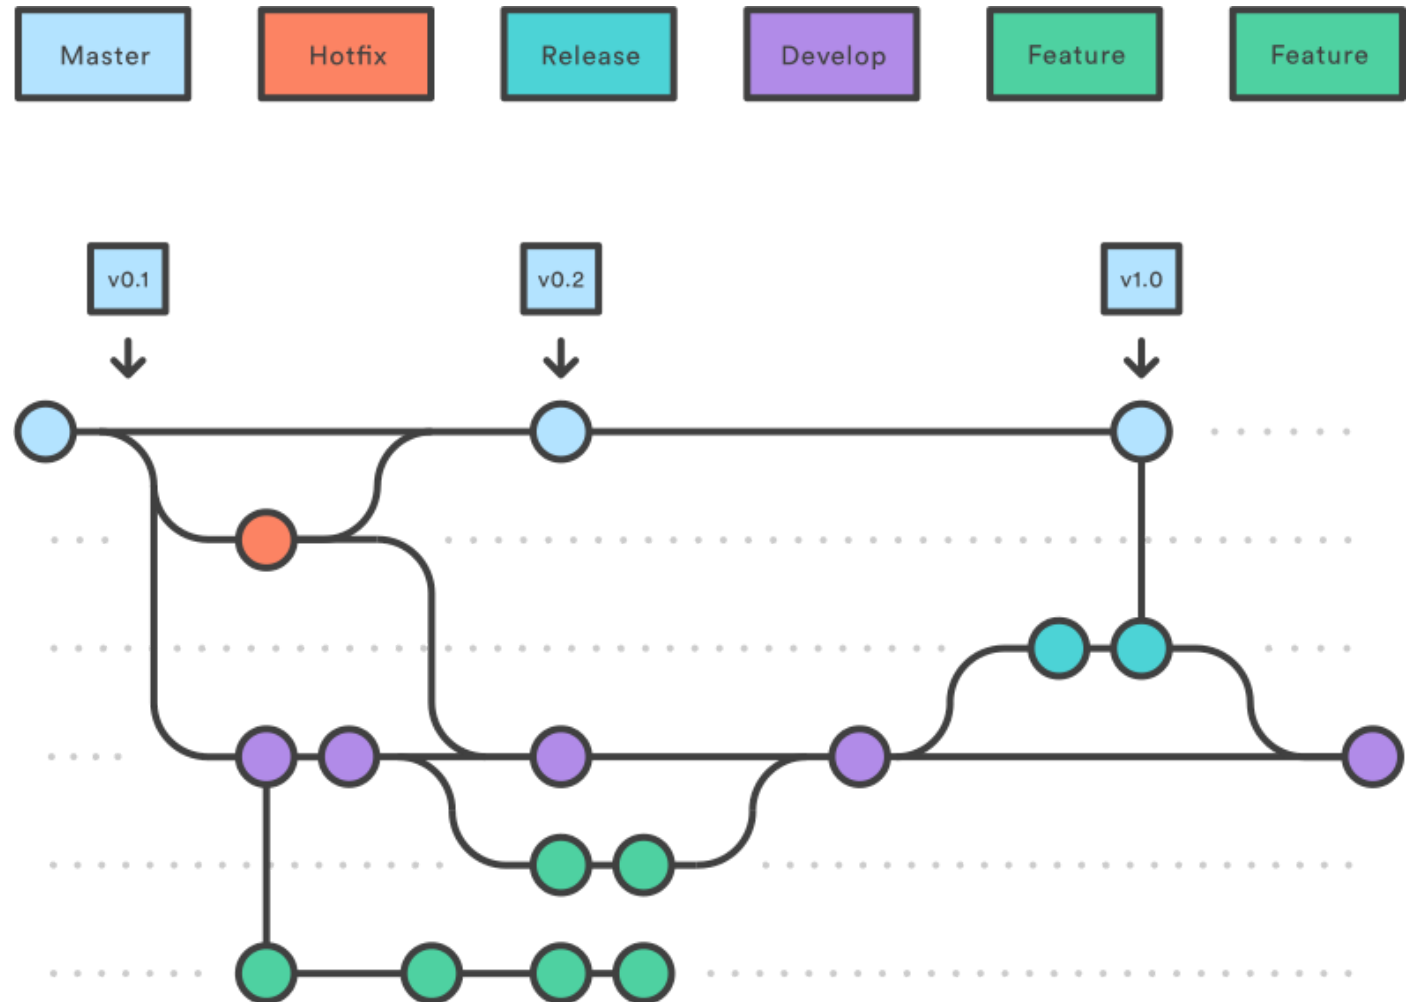 Master
Hotfix
Release
Develop
Feature
Feature
v0.1
v0.2
v1.0